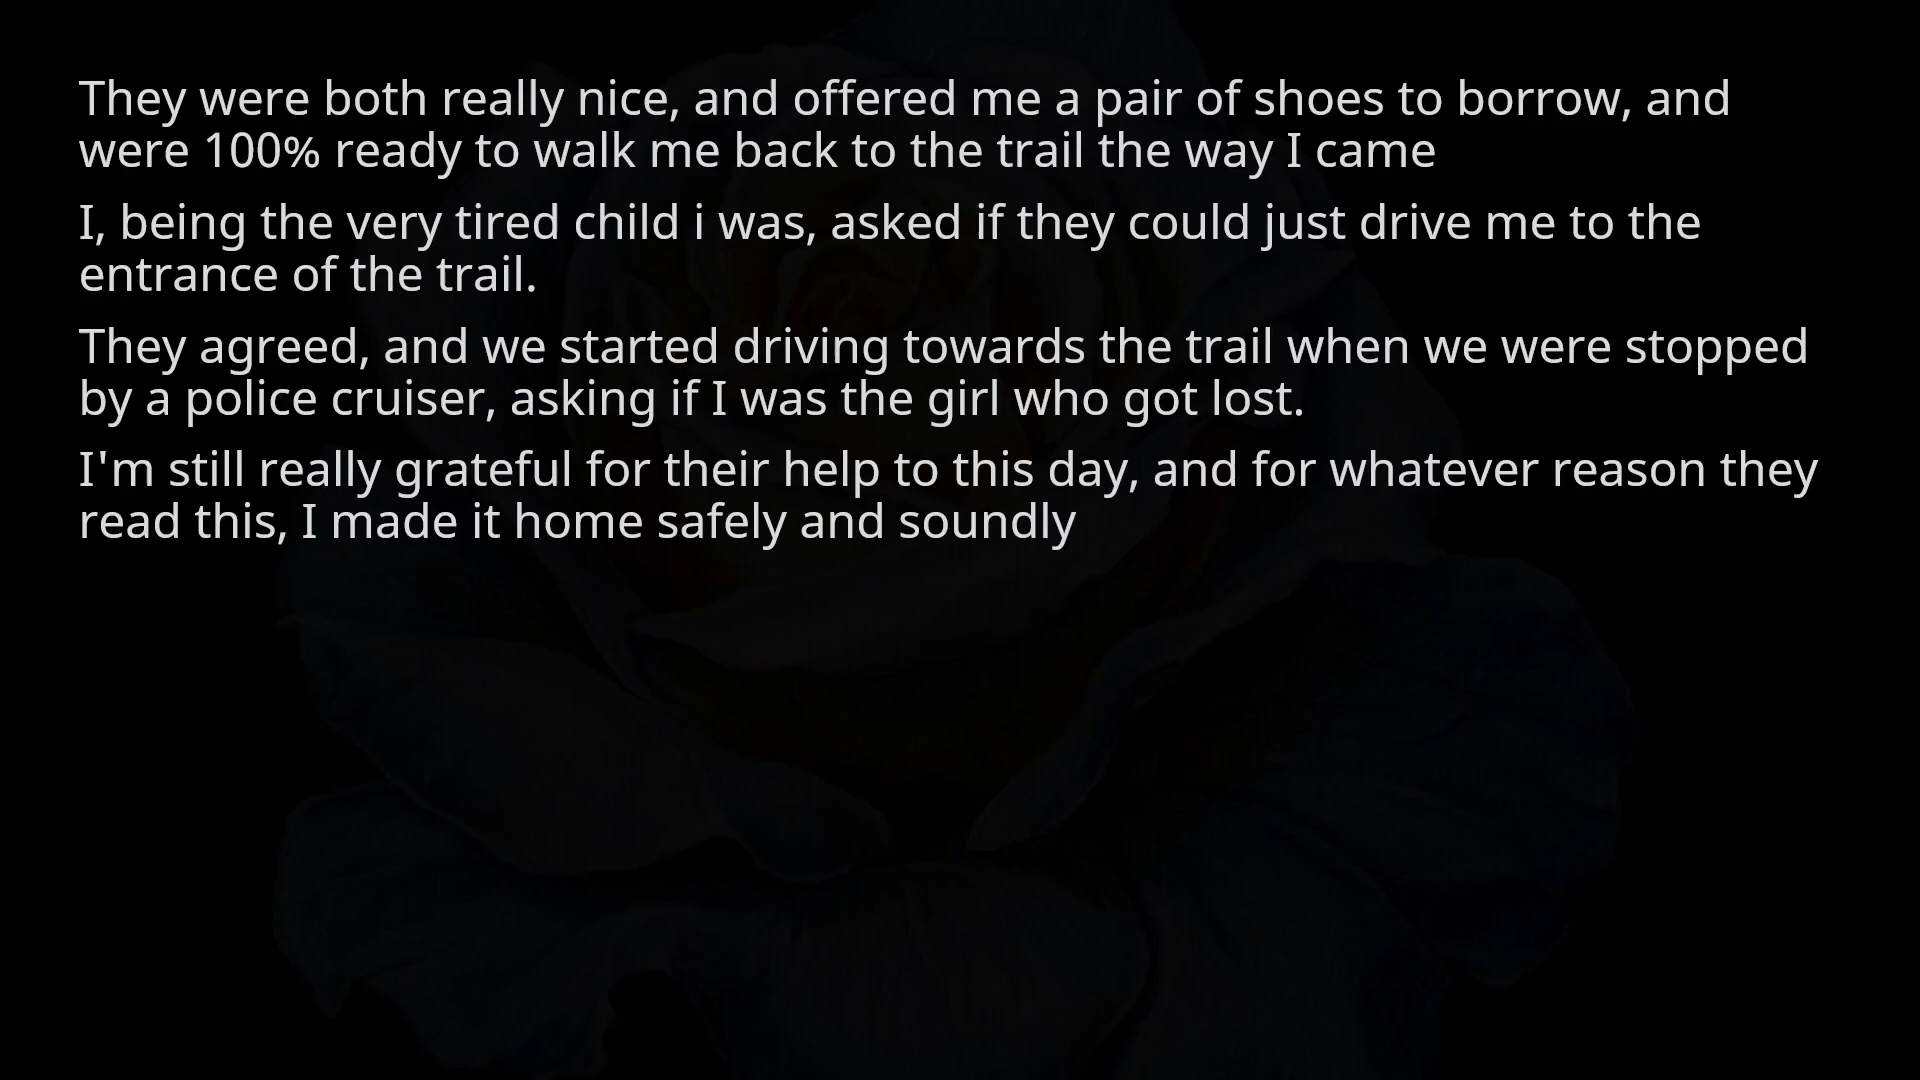 They were both really nice, and offered me a pair of shoes to borrow, and
were 100% ready to walk me back to the trail the way I came
I, being the very tired child i was, asked if they could just drive me to the
entrance of the trail.
They agreed, and we started driving towards the trail when we were stopped
by a police cruiser, asking if I was the girl who got lost.
I'm still really grateful for their help to this day, and for whatever reason they
read this, I made it home safely and soundly